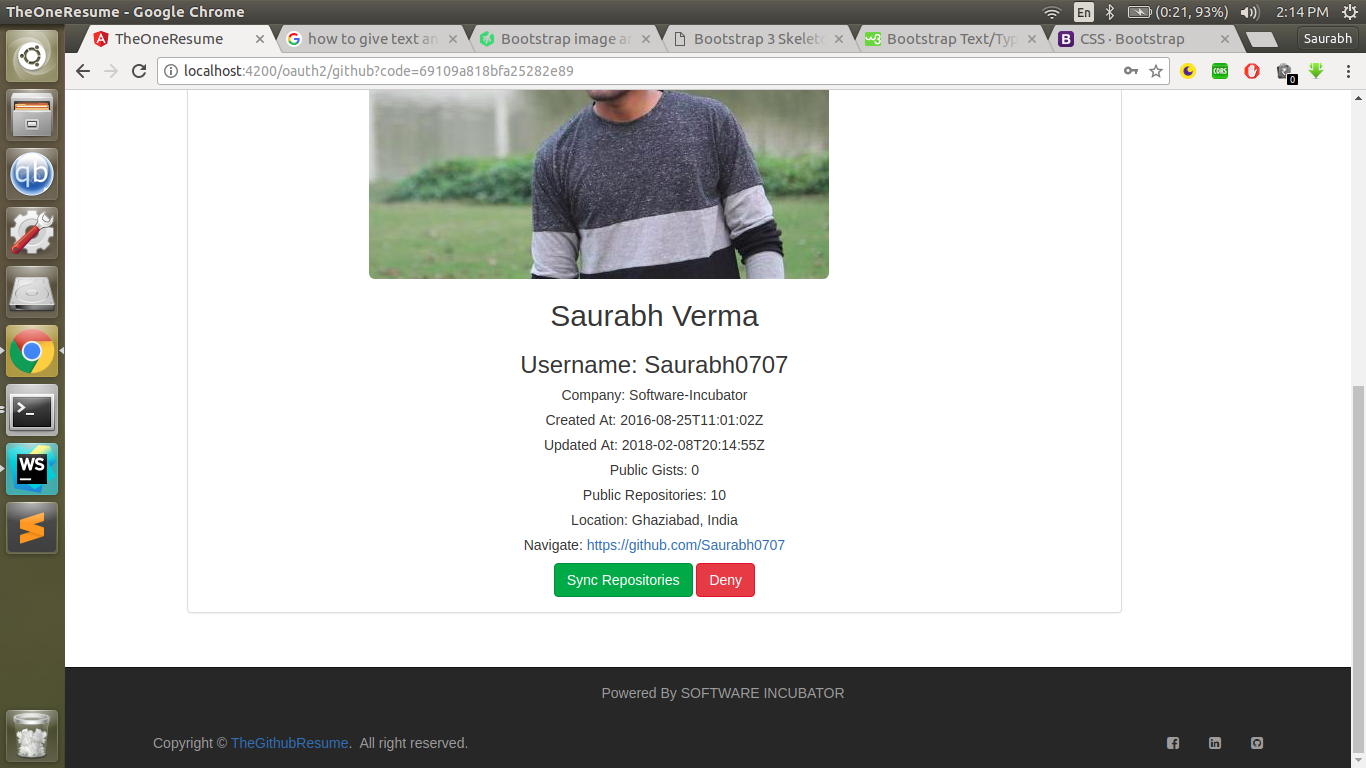 TheOneResume - Google Chrome
En
(0:21, 93%)
2:14 PM
TheOneResume
how to give text an
Bootstrap image a
Bootstrap 3 Skelet
Bootstrap Text/Typ
CSS · Bootstrap
Saurabh
localhost:4200/oauth2/github?code=69109a818bfa25282e89
CORS
0
qb
WS
Saurabh Verma
Username: Saurabh0707
Company: Software-Incubator
Created At: 2016-08-25T11:01:02Z
Updated At: 2018-02-08T20:14:55Z
Public Gists: 0
Public Repositories: 10
Location: Ghaziabad, India
Navigate: https://github.com/Saurabh0707
Sync Repositories
Deny
Powered By SOFTWARE INCUBATOR
Copyright © TheGithubResume. All right reserved.